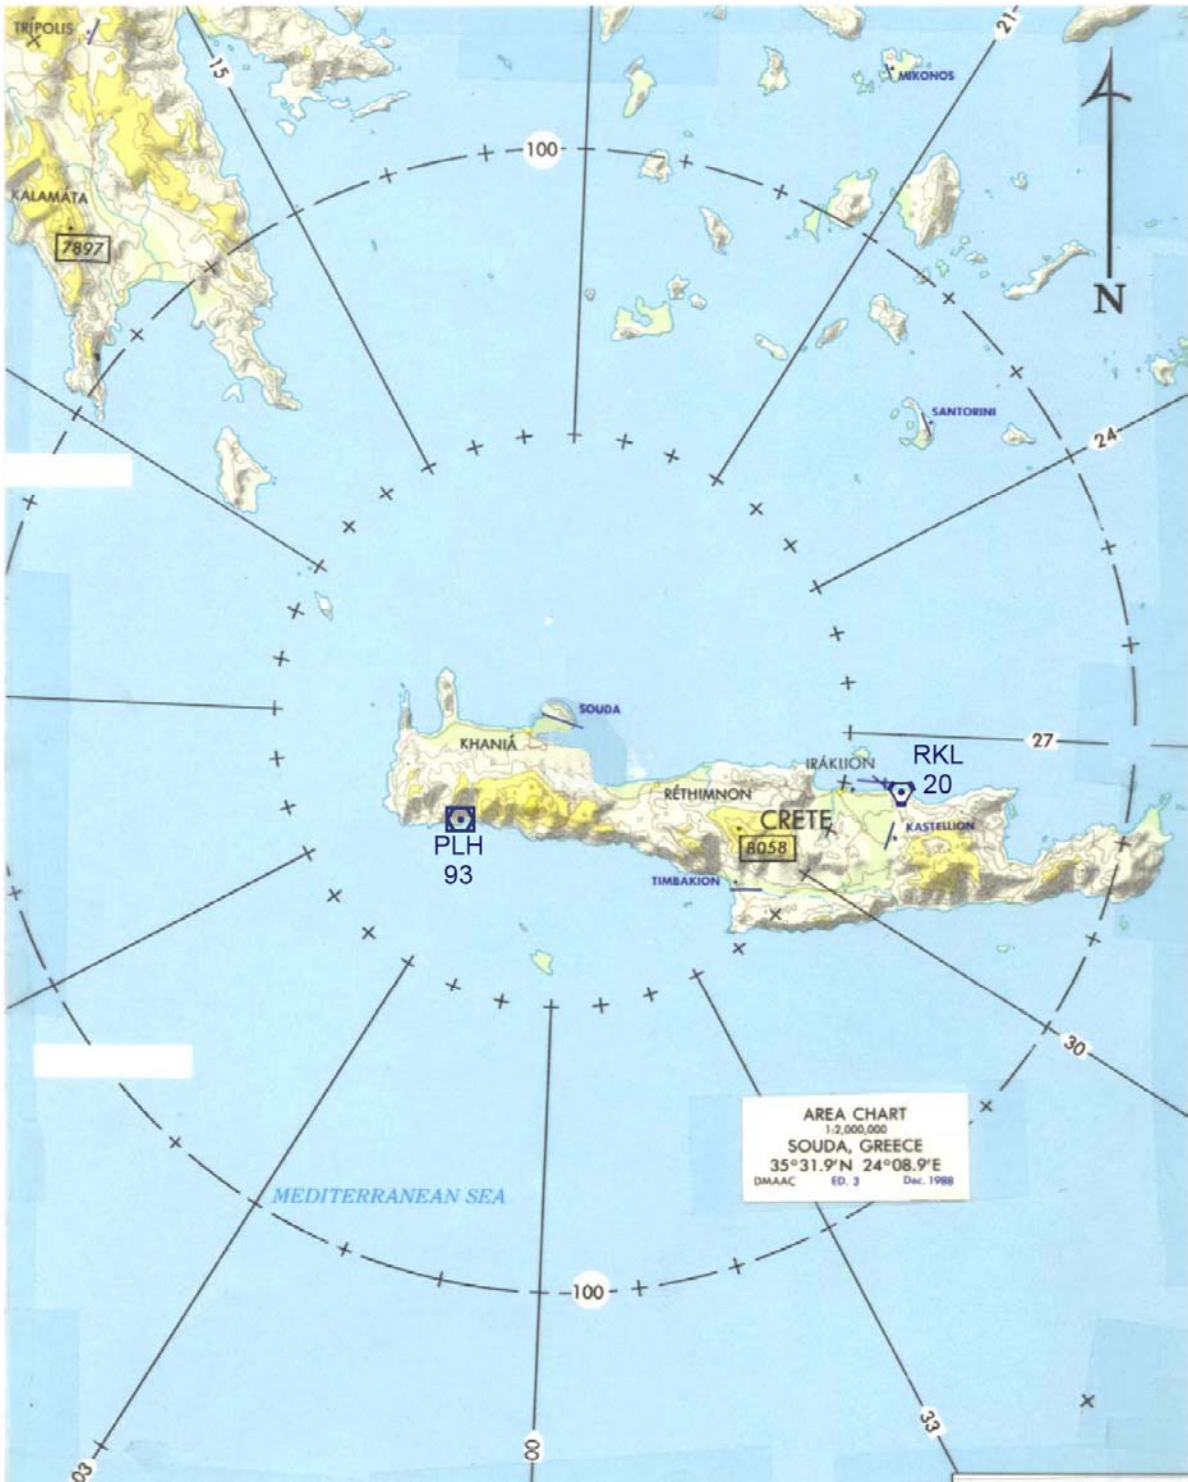 TRÍPOLIS
15
21
MIKONOS
100
KALAMÁTA
7897
N
SANTORINI
24
SOUDA
KHANIÁ
27
IRÁKLION
RKL
20
RÉTHIMNON
CRETE
KASTELLION
PLH
93
8058
TIMBAKION
30
AREA CHART
1:2,000,000
SOUDA, GREECE
35°31.9'N 24°08.9'E
DMAAC ED. 3 Dec. 1988
MEDITERRANEAN SEA
100
33
00
03